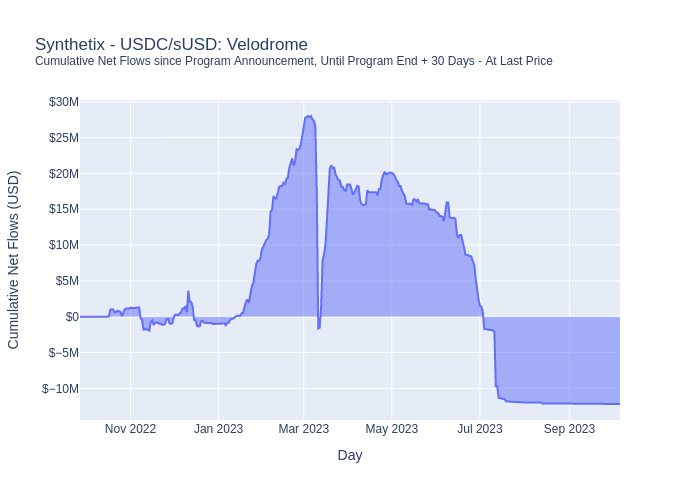 Synthetix - USDC/sUSD: Velodrome
Cumulative Net Flows since Program Announcement, Until Program End + 30 Days - At Last Price
Cumulative Net Flows (USD)
$30M
$25M
$20M
$15M
$10M
$5M
$0
$−5M
$−10M
Nov 2022 Jan 2023 Mar 2023 May 2023 Jul 2023 Sep 2023
Day